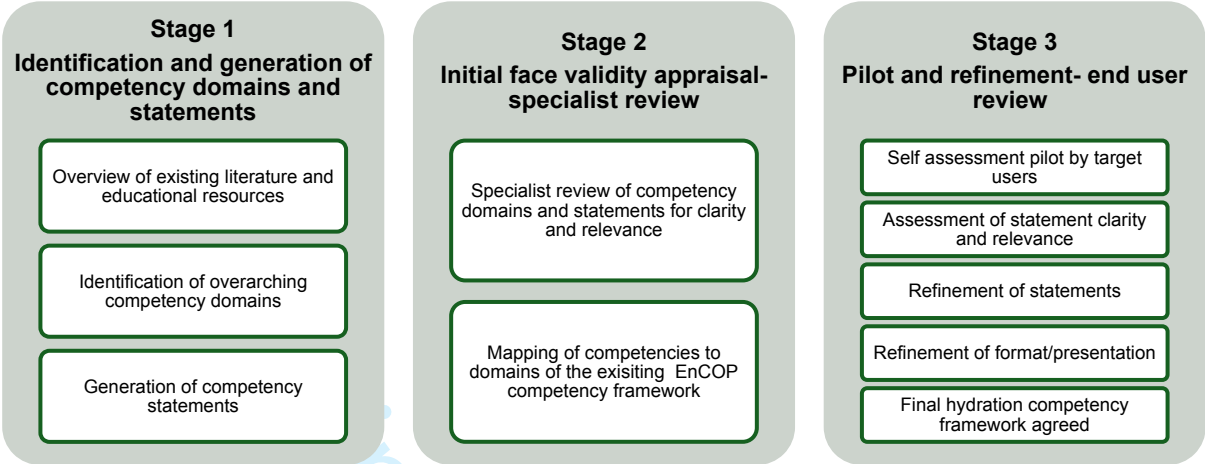 Stage 1
Identification and generation of
competency domains and
statements
Overview of existing literature and
educational resources
Identification of overarching
competency domains
Generation of competency
statements
Stage 2
Initial face validity appraisal-
specialist review
Specialist review of competency
domains and statements for clarity
and relevance
Mapping of competencies to
domains of the exisiting EnCOP
competency framework
Stage 3
Pilot and refinement- end user
review
Self assessment pilot by target
users
Assessment of statement clarity
and relevance
Refinement of statements
Refinement of format/presentation
Final hydration competency
framework agreed